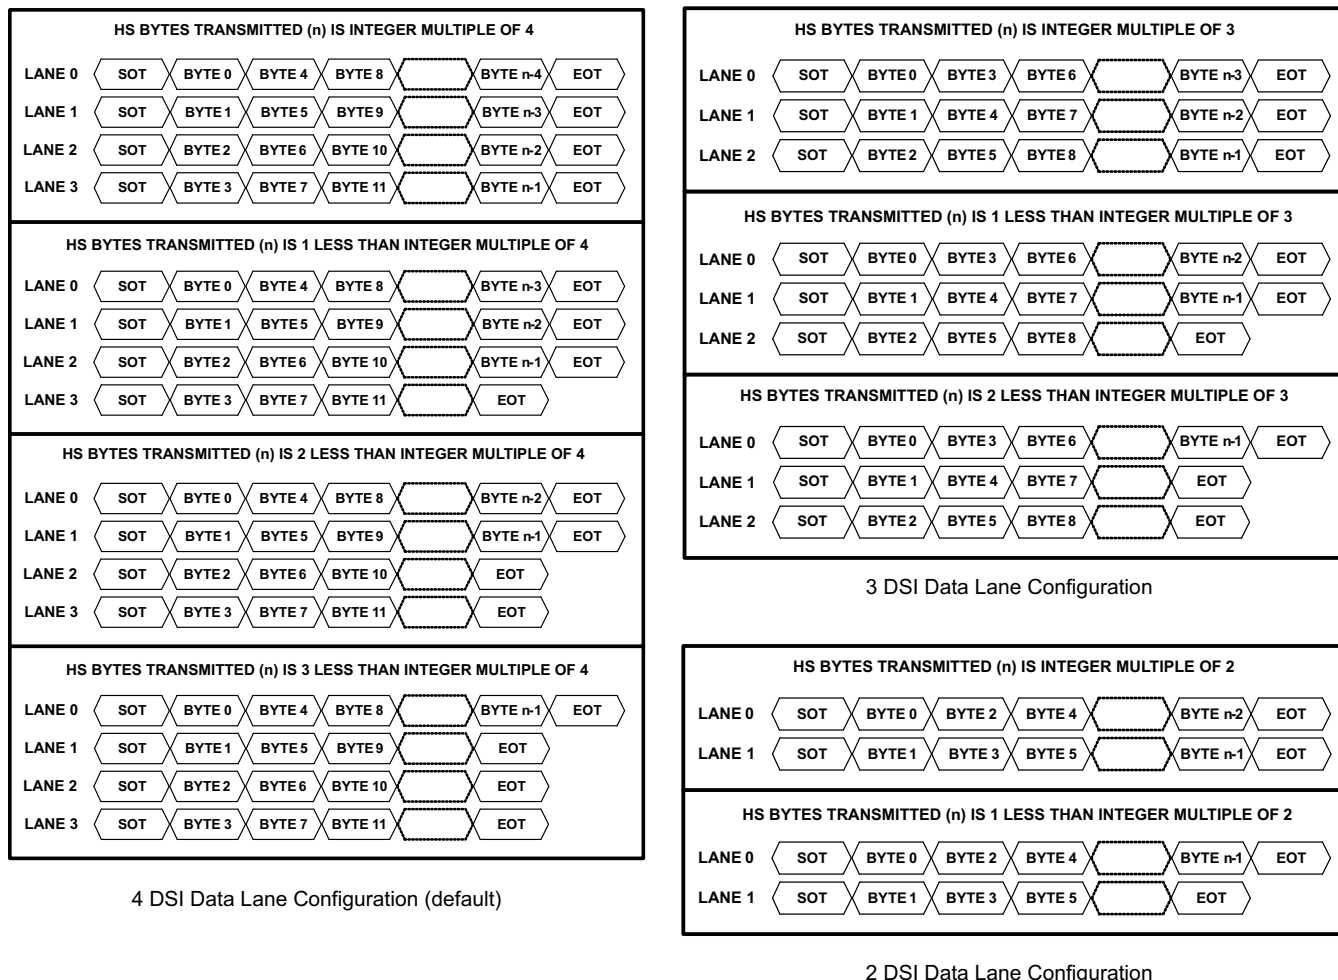 HS BYTES TRANSMITTED (n) IS INTEGER MULTIPLE OF 4
LANE 0 SOT BYTE 0 BYTE 4 BYTE 8 BYTE n-4 EOT
LANE 1 SOT BYTE 1 BYTE 5 BYTE 9 BYTE n-3 EOT
LANE 2 SOT BYTE 2 BYTE 6 BYTE 10 BYTE n-2 EOT
LANE 3 SOT BYTE 3 BYTE 7 BYTE 11 BYTE n-1 EOT
HS BYTES TRANSMITTED (n) IS 1 LESS THAN INTEGER MULTIPLE OF 4
LANE 0 SOT BYTE 0 BYTE 4 BYTE 8 BYTE n-3 EOT
LANE 1 SOT BYTE 1 BYTE 5 BYTE 9 BYTE n-2 EOT
LANE 2 SOT BYTE 2 BYTE 6 BYTE 10 BYTE n-1 EOT
LANE 3 SOT BYTE 3 BYTE 7 BYTE 11 EOT
HS BYTES TRANSMITTED (n) IS 2 LESS THAN INTEGER MULTIPLE OF 4
LANE 0 SOT BYTE 0 BYTE 4 BYTE 8 BYTE n-2 EOT
LANE 1 SOT BYTE 1 BYTE 5 BYTE 9 BYTE n-1 EOT
LANE 2 SOT BYTE 2 BYTE 6 BYTE 10 EOT
LANE 3 SOT BYTE 3 BYTE 7 BYTE 11 EOT
HS BYTES TRANSMITTED (n) IS 3 LESS THAN INTEGER MULTIPLE OF 4
LANE 0 SOT BYTE 0 BYTE 4 BYTE 8 BYTE n-1 EOT
LANE 1 SOT BYTE 1 BYTE 5 BYTE 9 EOT
LANE 2 SOT BYTE 2 BYTE 6 BYTE 10 EOT
LANE 3 SOT BYTE 3 BYTE 7 BYTE 11 EOT
4 DSI Data Lane Configuration (default)
HS BYTES TRANSMITTED (n) IS INTEGER MULTIPLE OF 3
LANE 0 SOT BYTE 0 BYTE 3 BYTE 6 BYTE n-3 EOT
LANE 1 SOT BYTE 1 BYTE 4 BYTE 7 BYTE n-2 EOT
LANE 2 SOT BYTE 2 BYTE 5 BYTE 8 BYTE n-1 EOT
HS BYTES TRANSMITTED (n) IS 1 LESS THAN INTEGER MULTIPLE OF 3
LANE 0 SOT BYTE 0 BYTE 3 BYTE 6 BYTE n-2 EOT
LANE 1 SOT BYTE 1 BYTE 4 BYTE 7 BYTE n-1 EOT
LANE 2 SOT BYTE 2 BYTE 5 BYTE 8 EOT
HS BYTES TRANSMITTED (n) IS 2 LESS THAN INTEGER MULTIPLE OF 3
LANE 0 SOT BYTE 0 BYTE 3 BYTE 6 BYTE n-1 EOT
LANE 1 SOT BYTE 1 BYTE 4 BYTE 7 EOT
LANE 2 SOT BYTE 2 BYTE 5 BYTE 8 EOT
3 DSI Data Lane Configuration
HS BYTES TRANSMITTED (n) IS INTEGER MULTIPLE OF 2
LANE 0 SOT BYTE 0 BYTE 2 BYTE 4 BYTE n-2 EOT
LANE 1 SOT BYTE 1 BYTE 3 BYTE 5 BYTE n-1 EOT
HS BYTES TRANSMITTED (n) IS 1 LESS THAN INTEGER MULTIPLE OF 2
LANE 0 SOT BYTE 0 BYTE 2 BYTE 4 BYTE n-1 EOT
LANE 1 SOT BYTE 1 BYTE 3 BYTE 5 EOT
2 DSI Data Lane Configuration